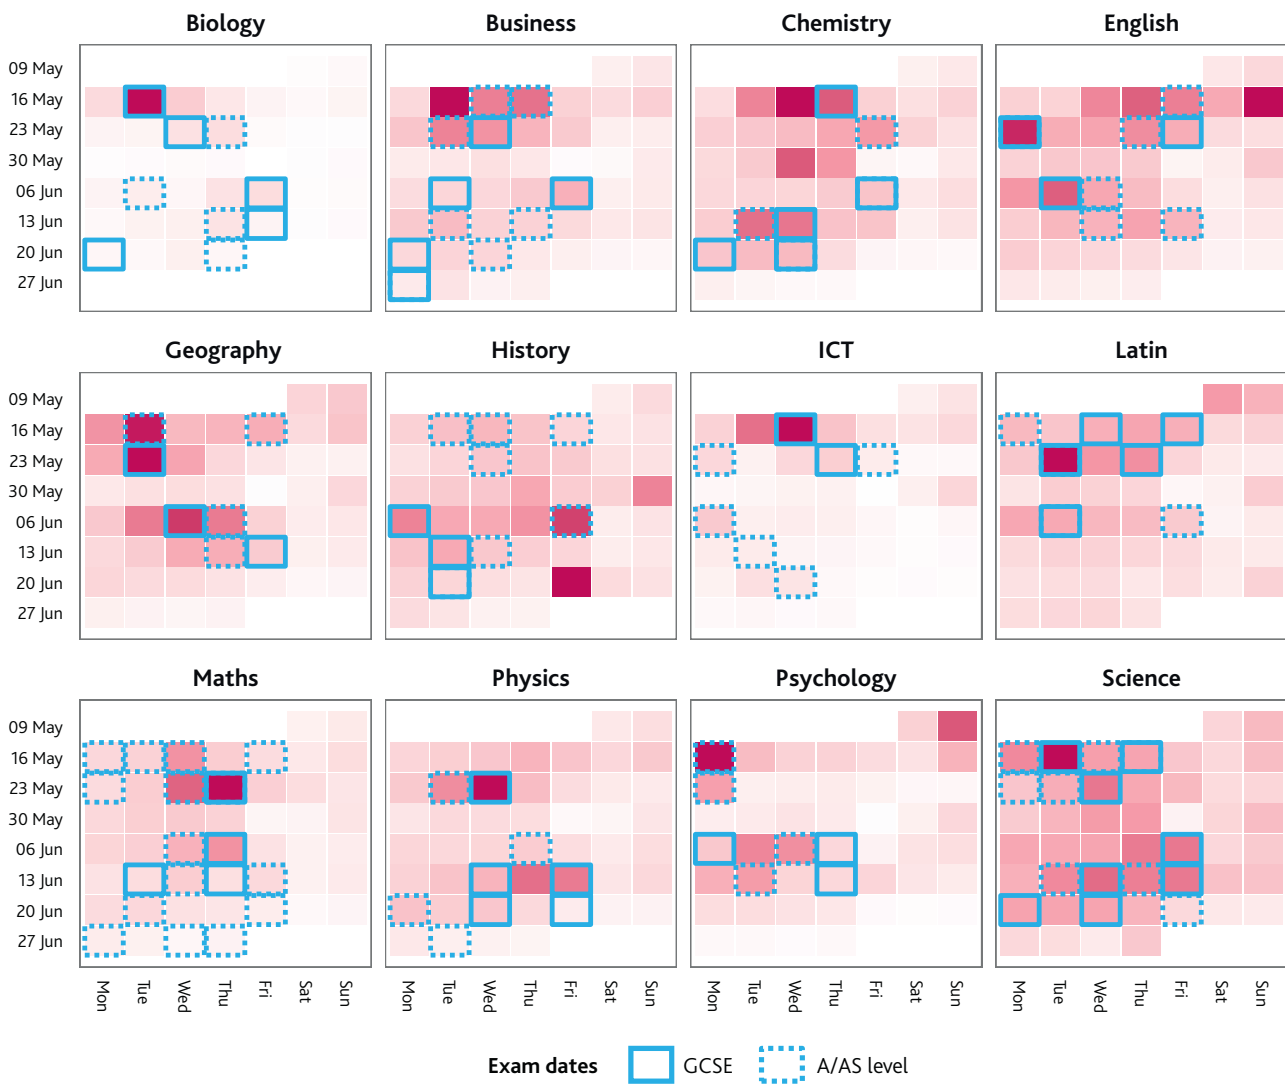 Biology Business Chemistry English
09 May
16 May
23 May
30 May
06 Jun
13 Jun
20 Jun
27 Jun
Geography History ICT Latin
09 May
16 May
23 May
30 May
06 Jun
13 Jun
20 Jun
27 Jun
Maths Physics Psychology Science
09 May
16 May
23 May
30 May
06 Jun
13 Jun
20 Jun
27 Jun
Mon Tue Wed Thu Fri Sat Sun Mon Tue Wed Thu Fri Sat Sun Mon Tue Wed Thu Fri Sat Sun Mon Tue Wed Thu Fri Sat Sun
Exam dates GCSE A/AS level